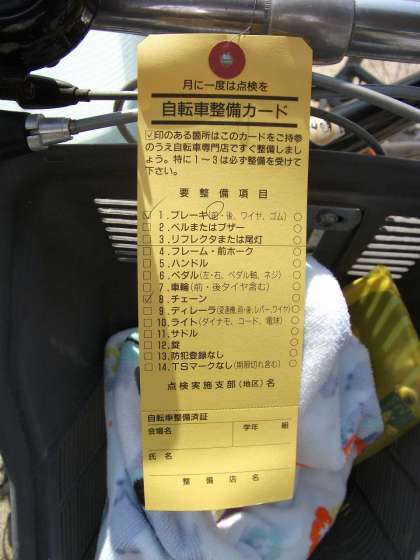 月に一度は点検を
自転車整備カード
☑印のある箇所はこのカードをご持参
のうえ自転車専門店ですぐ整備しまし
ょう。特に1~3は必ず整備を受けて
下さい。
要整備項目
☑ 1.ブレーキ(前・後、ワイヤ、ゴム) ○
□ 2.ベルまたはブザー ○
□ 3.リフレクタまたは尾灯 ○
□ 4.フレーム・前ホーク ○
□ 5.ハンドル ○
□ 6.ペダル(左・右、ペダル軸、ネジ) ○
□ 7.車輪(前・後タイヤ含む) ○
☑ 8.チェーン ○
□ 9.ディレーラ(変速機、前・後、レバー、ワイヤ) ○
□ 10.ライト(ダイナモ、コード、電球) ○
□ 11.サドル ○
□ 12.錠 ○
□ 13.防犯登録なし ○
□ 14.TSマークなし(期限切れ含む) ○
点検実施支部(地区)名
自転車整備済証
会場名 学年 組
氏名
整備店名